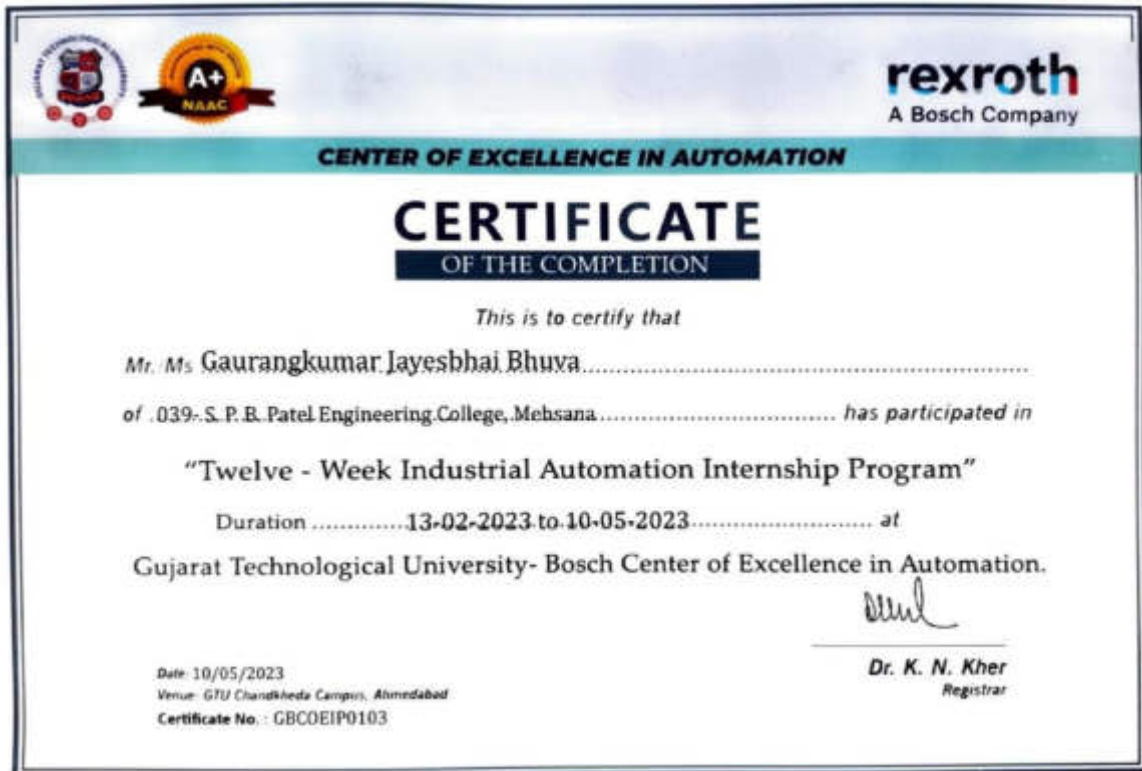 GUJARAT TECHNOLOGICAL UNIVERSITY
A+
NAAC
rexroth
A Bosch Company
CENTER OF EXCELLENCE IN AUTOMATION
CERTIFICATE
OF THE COMPLETION
This is to certify that
Mr. Ms Gaurangkumar Jayesbhai Bhuva
of 039- S. P. B. Patel Engineering College, Mehsana has participated in
“Twelve - Week Industrial Automation Internship Program”
Duration 13-02-2023 to 10-05-2023 at
Gujarat Technological University- Bosch Center of Excellence in Automation.
Dr. K. N. Kher
Registrar
Date: 10/05/2023
Venue: GTU Chandkheda Campus, Ahmedabad
Certificate No. : GBCOEIP0103